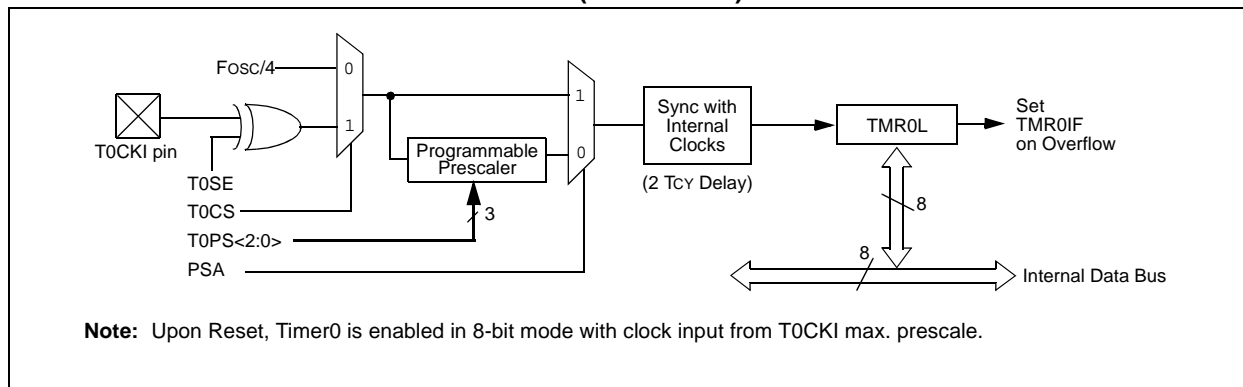 FOSC/4
0
1
T0CKI pin
T0SE
T0CS
T0PS<2:0>
PSA
Programmable
Prescaler
3
1
0
Sync with
Internal
Clocks
(2 TCY Delay)
TMR0L
Set
TMR0IF
on Overflow
8
8
Internal Data Bus
Note: Upon Reset, Timer0 is enabled in 8-bit mode with clock input from T0CKI max. prescale.